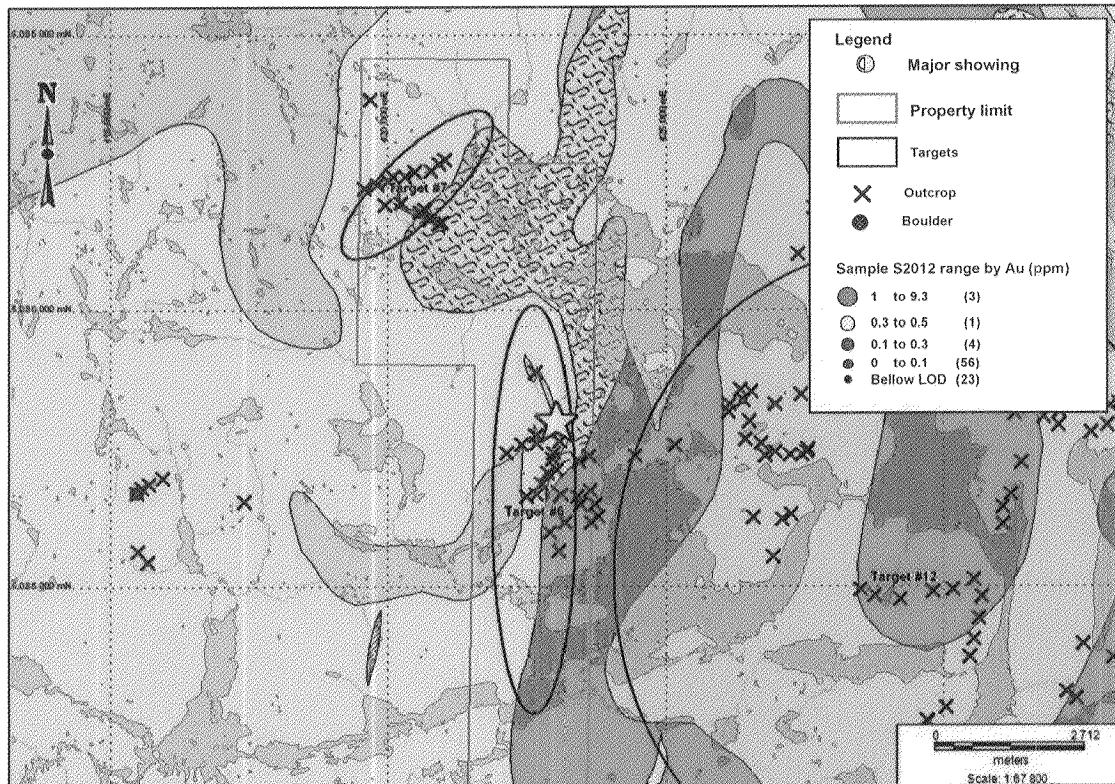 Legend
Major showing
Property limit
Targets
Outcrop
Boulder
Sample S2012 range by Au (ppm)
1 to 9.3 (3)
0.3 to 0.5 (1)
0.1 to 0.3 (4)
0 to 0.1 (56)
Bellow LOD (23)
N
Target #7
Target #6
Target #12
0 2 712
meters
Scale: 1:67 800